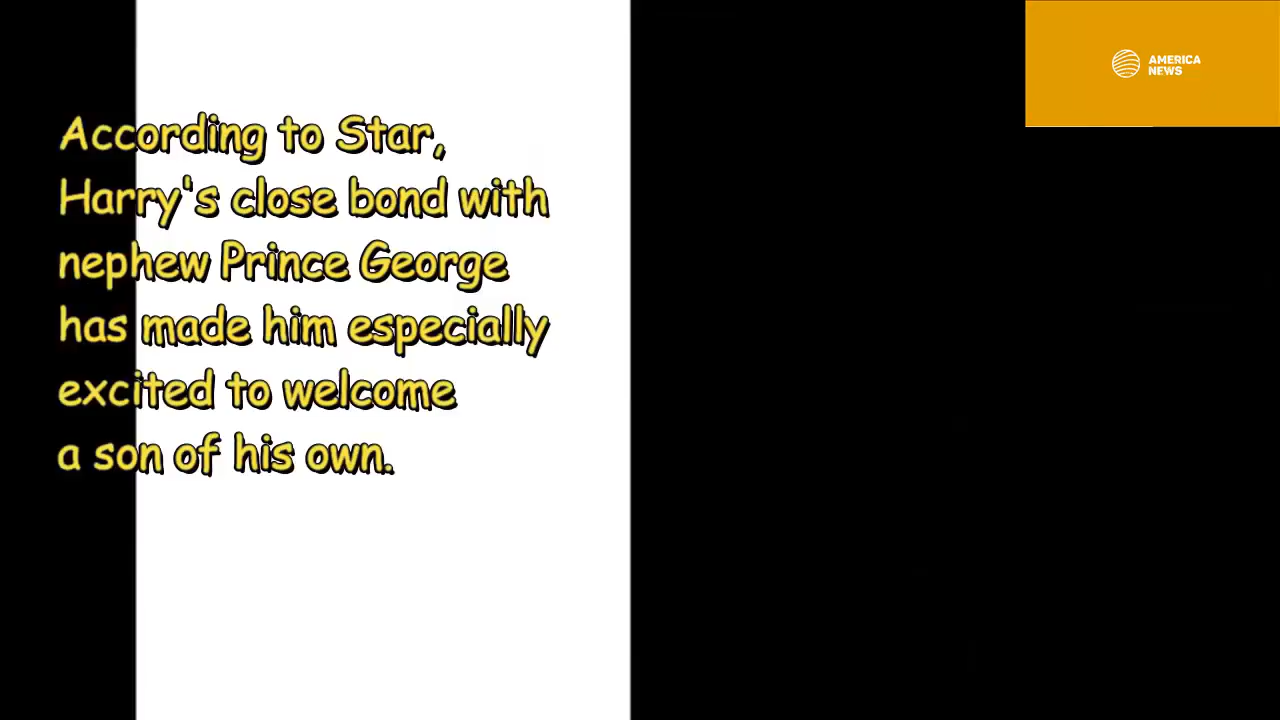 AMERICA
NEWS
According to Star,
Harry's close bond with
nephew Prince George
has made him especially
excited to welcome
a son of his own.